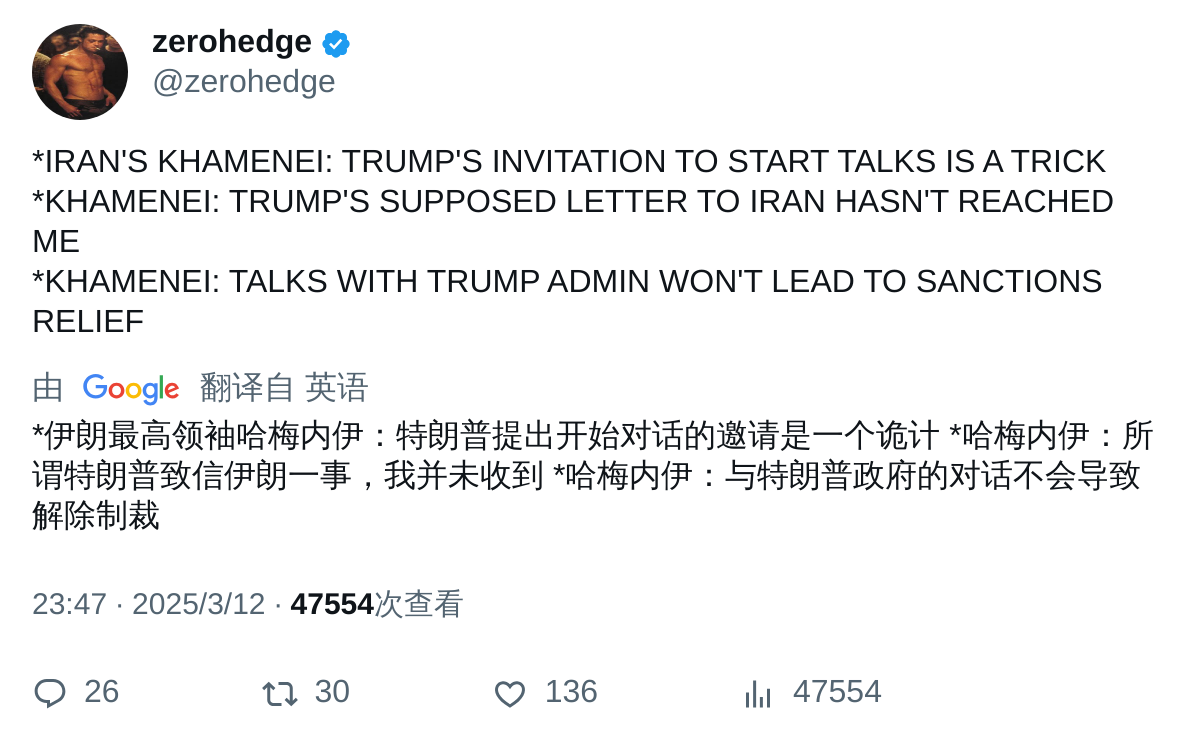 zerohedge
@zerohedge
*IRAN'S KHAMENEI: TRUMP'S INVITATION TO START TALKS IS A TRICK
*KHAMENEI: TRUMP'S SUPPOSED LETTER TO IRAN HASN'T REACHED
ME
*KHAMENEI: TALKS WITH TRUMP ADMIN WON'T LEAD TO SANCTIONS
RELIEF
由 Google 翻译自 英语
*伊朗最高领袖哈梅内伊：特朗普提出开始对话的邀请是一个诡计 *哈梅内伊：所
谓特朗普致信伊朗一事，我并未收到 *哈梅内伊：与特朗普政府的对话不会导致
解除制裁
23:47 · 2025/3/12 · 47554次查看
26 30 136 47554